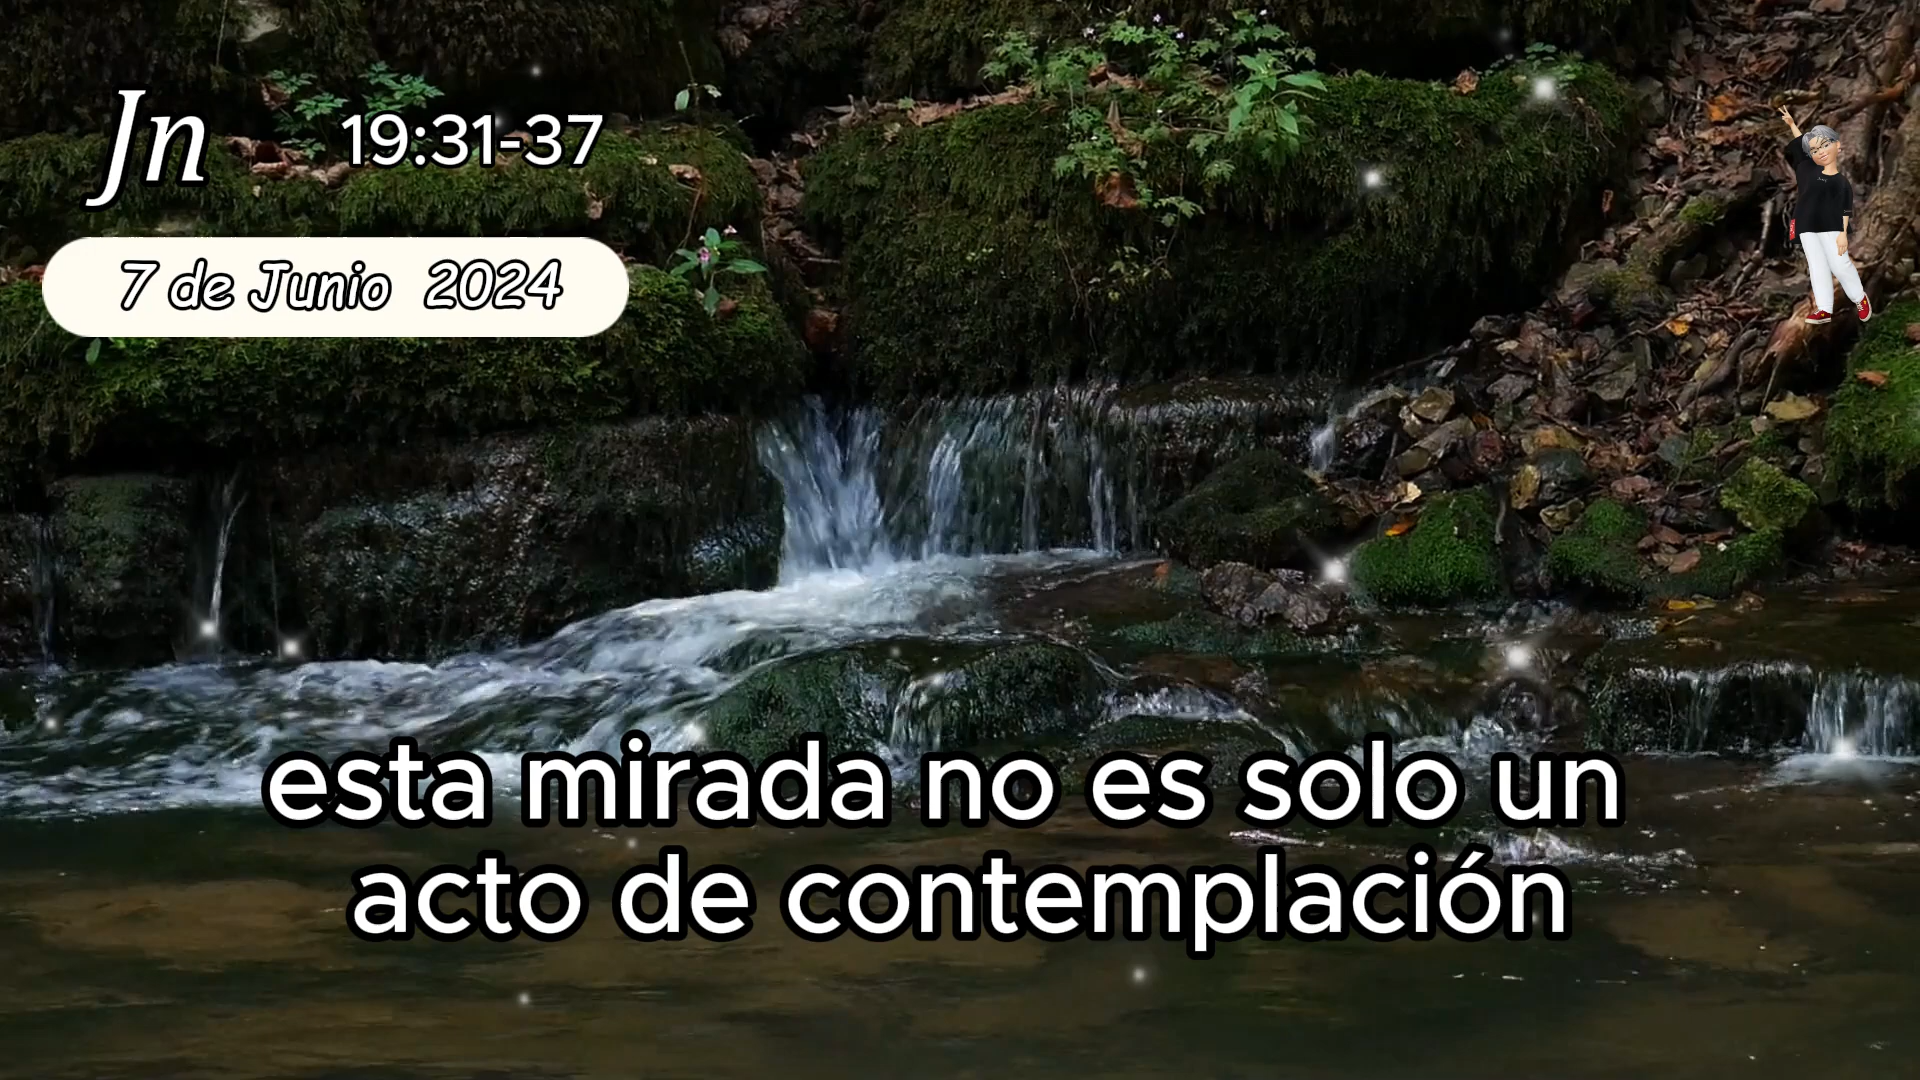 Jn 19:31-37
7 de Junio 2024
esta mirada no es solo un
acto de contemplación